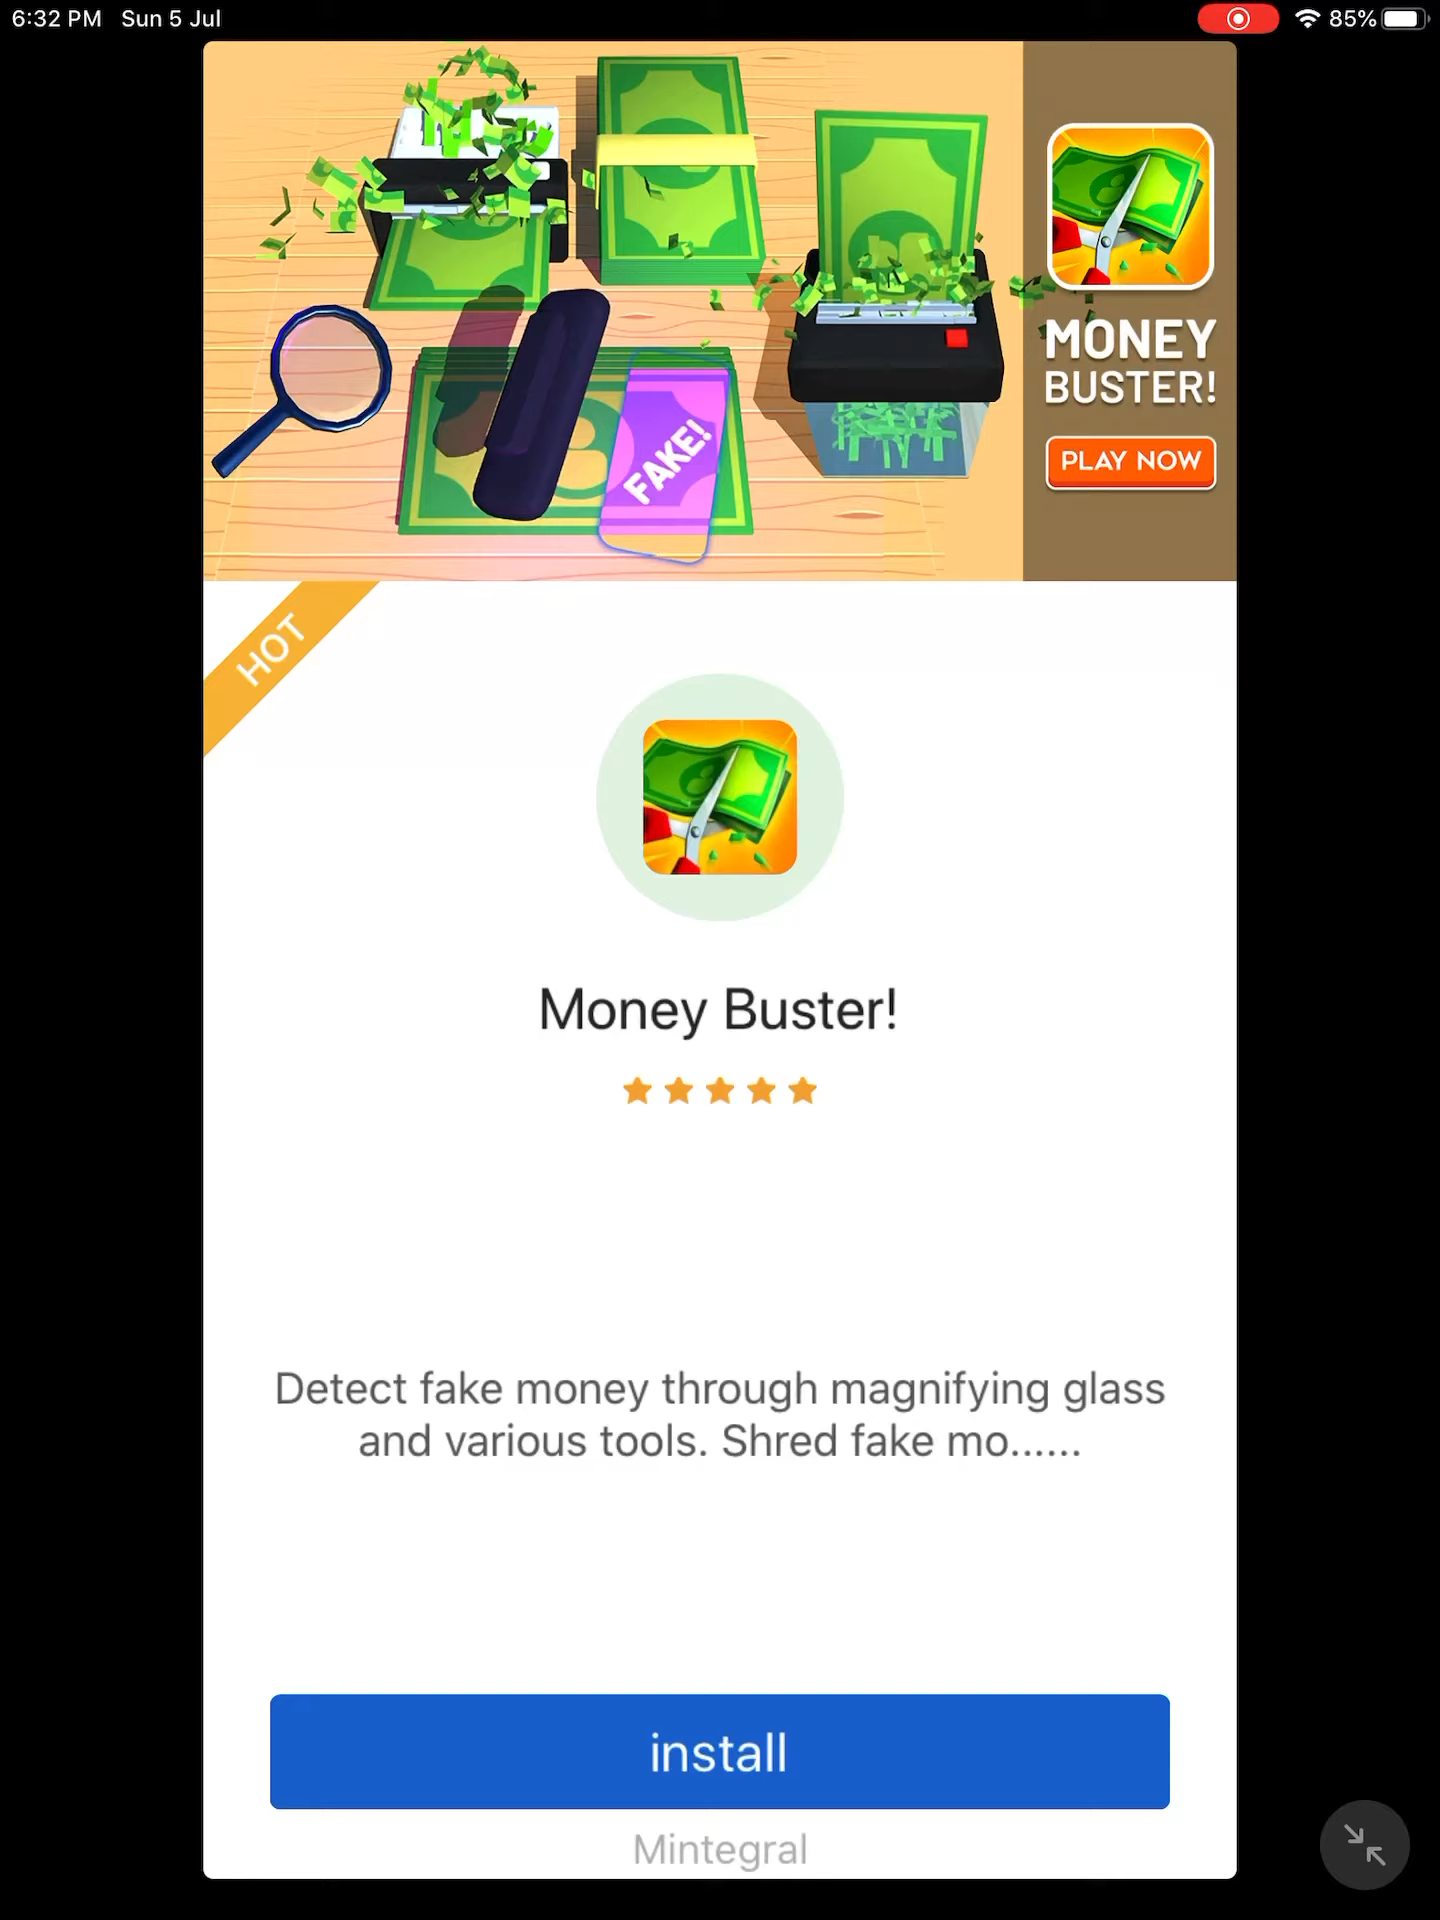 6:32 PM Sun 5 Jul
85%
FAKE!
MONEY
BUSTER!
PLAY NOW
HOT
Money Buster!
Detect fake money through magnifying glass
and various tools. Shred fake mo......
install
Mintegral